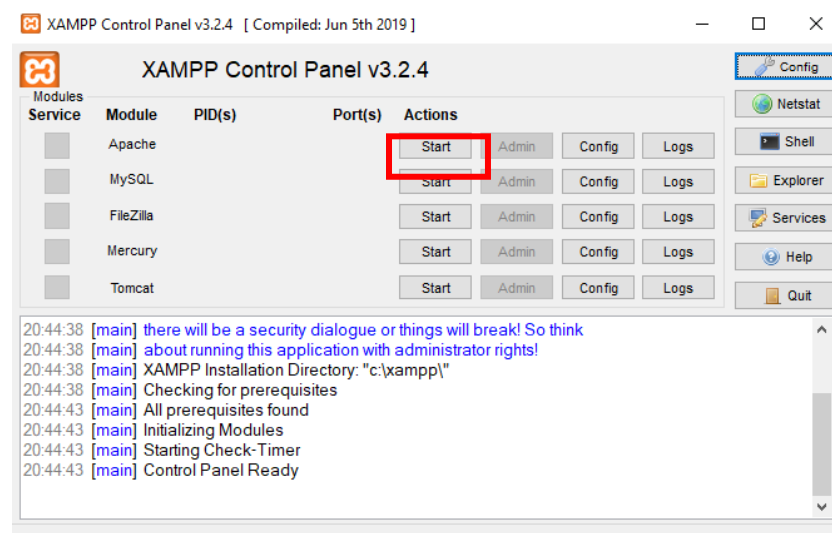 XAMPP Control Panel v3.2.4 [ Compiled: Jun 5th 2019 ]
XAMPP Control Panel v3.2.4
Config
Modules
Service Module PID(s) Port(s) Actions
Netstat
Apache Start Admin Config Logs
Shell
MySQL Start Admin Config Logs
Explorer
FileZilla Start Admin Config Logs
Services
Mercury Start Admin Config Logs
Help
Tomcat Start Admin Config Logs
Quit
20:44:38 [main] there will be a security dialogue or things will break! So think
20:44:38 [main] about running this application with administrator rights!
20:44:38 [main] XAMPP Installation Directory: "c:\xampp\"
20:44:38 [main] Checking for prerequisites
20:44:43 [main] All prerequisites found
20:44:43 [main] Initializing Modules
20:44:43 [main] Starting Check-Timer
20:44:43 [main] Control Panel Ready